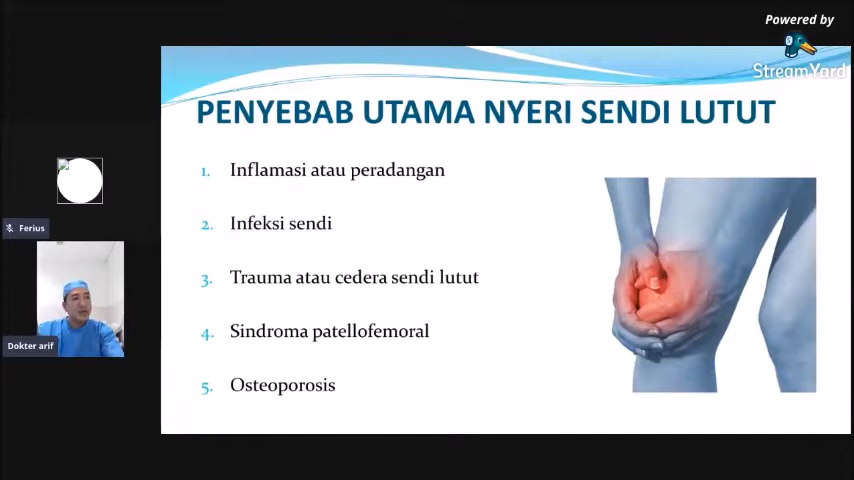 Powered by
StreamYard
PENYEBAB UTAMA NYERI SENDI LUTUT
1. Inflamasi atau peradangan
2. Infeksi sendi
3. Trauma atau cedera sendi lutut
4. Sindroma patellofemoral
5. Osteoporosis
Ferius
Dokter arif